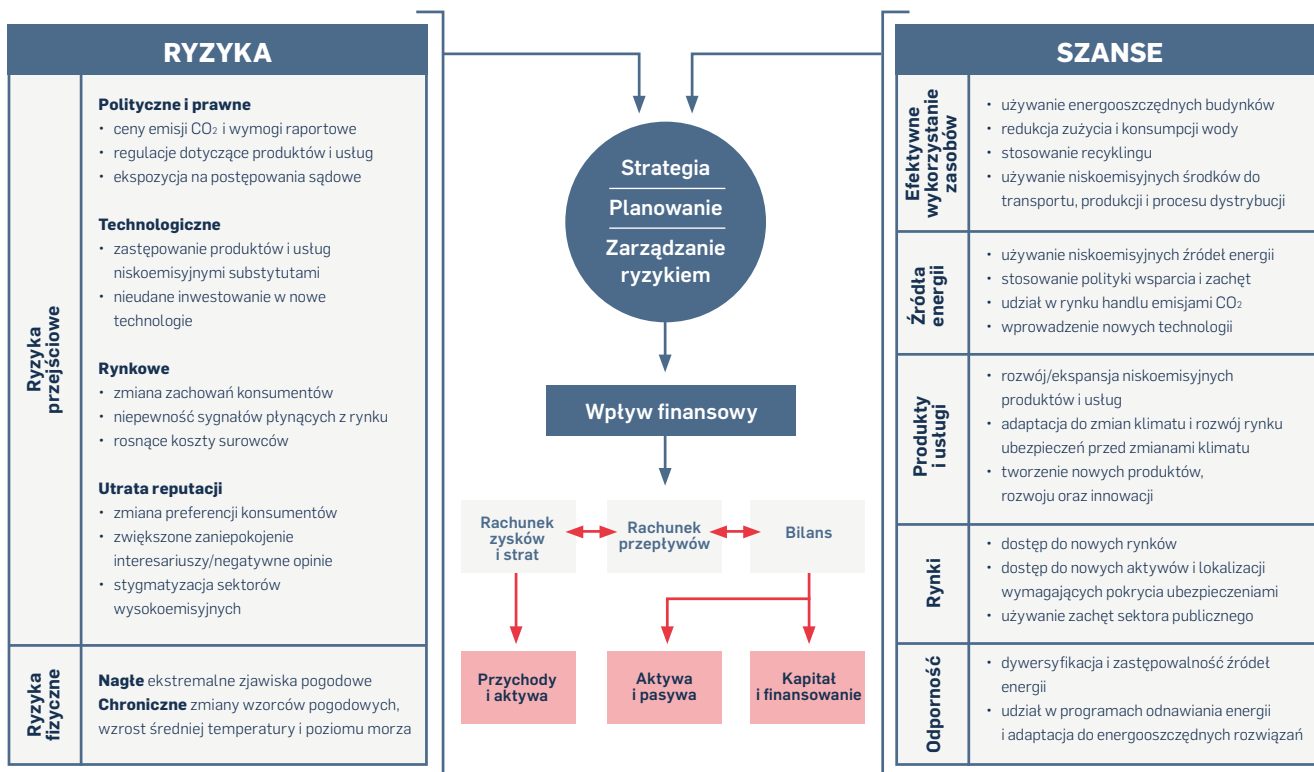 RYZYKA
Ryzyka
przejściowe
Polityczne i prawne
• ceny emisji CO₂ i wymogi raportowe
• regulacje dotyczące produktów i usług
• ekspozycja na postępowania sądowe
Technologiczne
• zastępowanie produktów i usług
niskoemisyjnymi substytutami
• nieudane inwestowanie w nowe
technologie
Rynkowe
• zmiana zachowań konsumentów
• niepewność sygnałów płynących z rynku
• rosnące koszty surowców
Utrata reputacji
• zmiana preferencji konsumentów
• zwiększone zaniepokojenie
interesariuszy/negatywne opinie
• stygmatyzacja sektorów
wysokoemisyjnych
Ryzyka
fizyczne
Nagłe ekstremalne zjawiska pogodowe
Chroniczne zmiany wzorców pogodowych,
wzrost średniej temperatury i poziomu morza
Strategia
Planowanie
Zarządzanie
ryzykiem
Wpływ finansowy
Rachunek
zysków
i strat
Rachunek
przepływów
Bilans
Przychody
i aktywa
Aktywa
i pasywa
Kapitał
i finansowanie
SZANSE
Efektywne
wykorzystanie
zasobów
• używanie energooszczędnych budynków
• redukcja zużycia i konsumpcji wody
• stosowanie recyklingu
• używanie niskoemisyjnych środków do
transportu, produkcji i procesu dystrybucji
Źródła
energii
• używanie niskoemisyjnych źródeł energii
• stosowanie polityki wsparcia i zachęt
• udział w rynku handlu emisjami CO₂
• wprowadzenie nowych technologii
Produkty
i usługi
• rozwój/ekspansja niskoemisyjnych
produktów i usług
• adaptacja do zmian klimatu i rozwój rynku
ubezpieczeń przed zmianami klimatu
• tworzenie nowych produktów,
rozwoju oraz innowacji
Rynki
• dostęp do nowych rynków
• dostęp do nowych aktywów i lokalizacji
wymagających pokrycia ubezpieczeniami
• używanie zachęt sektora publicznego
Odporność
• dywersyfikacja i zastępowalność źródeł
energii
• udział w programach odnawiania energii
i adaptacja do energooszczędnych rozwiązań